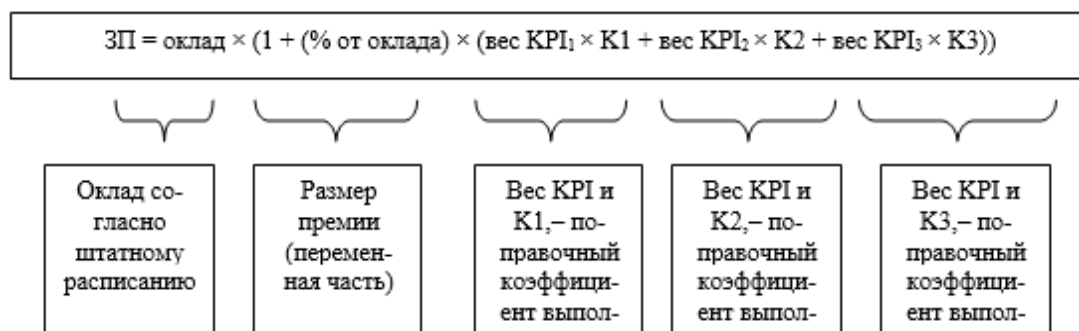 ЗП = оклад × (1 + (% от оклада) × (вес KPI₁ × K1 + вес KPI₂ × K2 + вес KPI₃ × K3))
Оклад со-
гласно
штатному
расписанию
Размер
премии
(перемен-
ная часть)
Вес KPI и
K1,– по-
правочный
коэффици-
ент выпол-
Вес KPI и
K2,– по-
правочный
коэффици-
ент выпол-
Вес KPI и
K3,– по-
правочный
коэффици-
ент выпол-